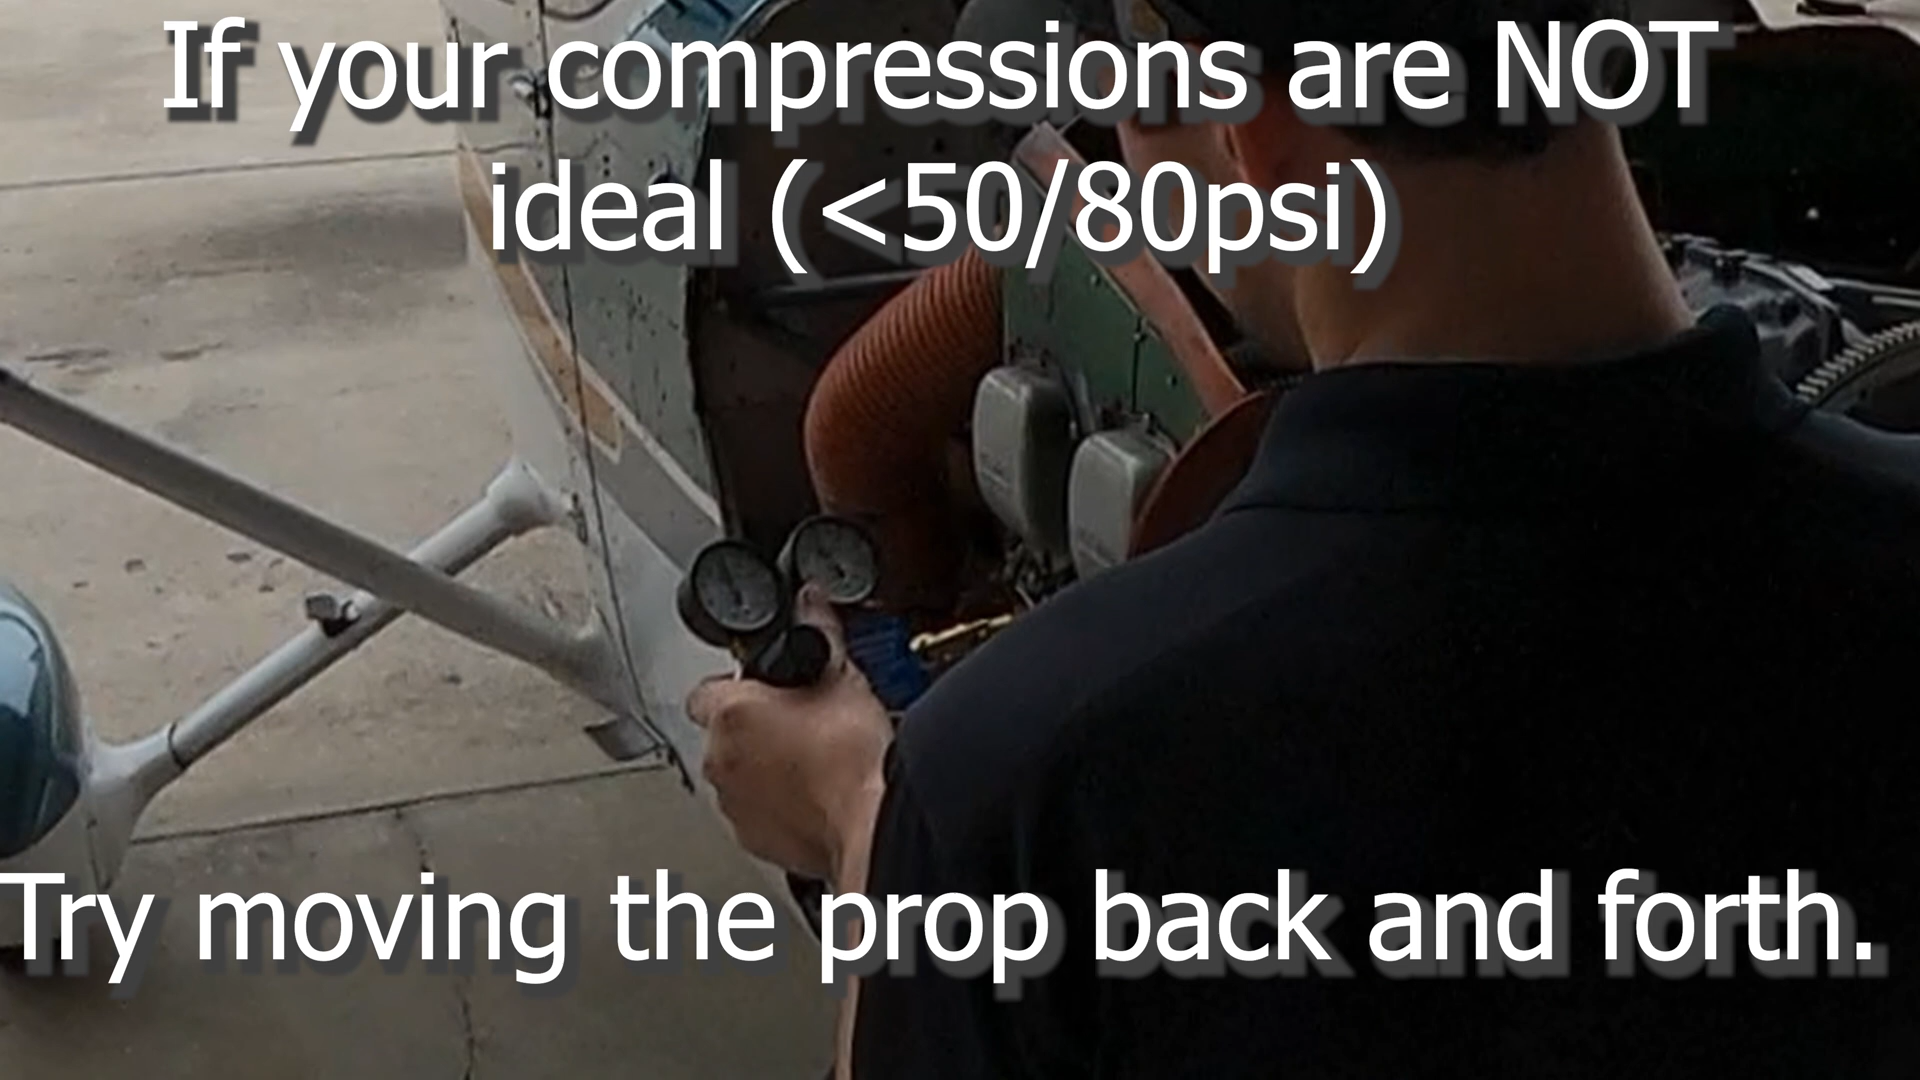 If your compressions are NOT
ideal (<50/80psi)
Try moving the prop back and forth.